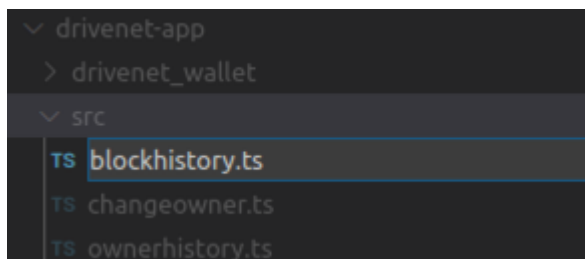 drivenet-app
drivenet_wallet
src
TS blockhistory.ts
TS changeowner.ts
TS ownerhistory.ts